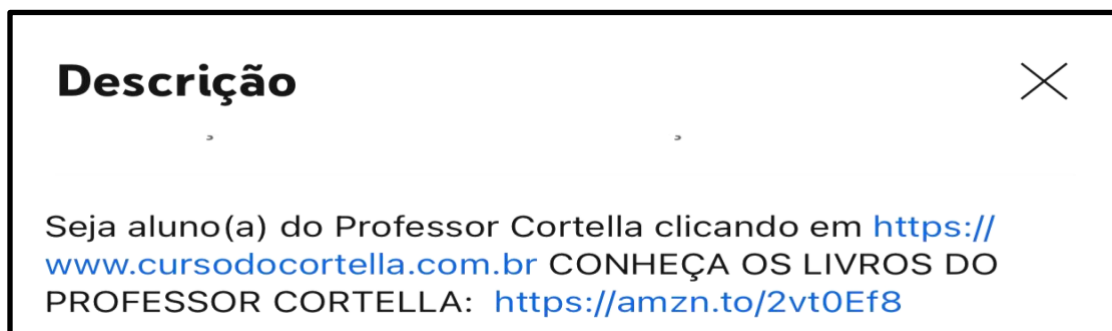 Descrição
Seja aluno(a) do Professor Cortella clicando em https://
www.cursodocortella.com.br CONHEÇA OS LIVROS DO
PROFESSOR CORTELLA: https://amzn.to/2vt0Ef8